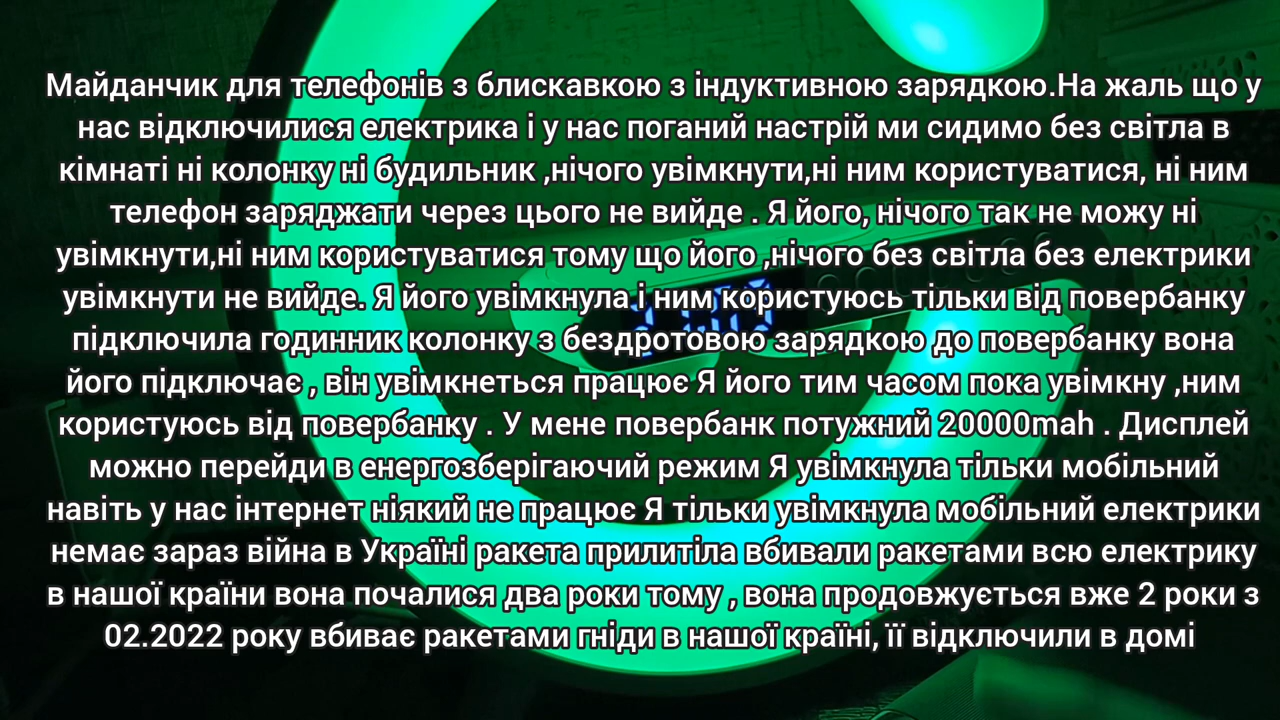 Майданчик для телефонів з блискавкою з індуктивною зарядкою.На жаль що у
нас відключилися електрика і у нас поганий настрій ми сидимо без світла в
кімнаті ні колонку ні будильник ,нічого увімкнути,ні ним користуватися, ні ним
телефон заряджати через цього не вийде . Я його, нічого так не можу ні
увімкнути,ні ним користуватися тому що його ,нічого без світла без електрики
увімкнути не вийде. Я його увімкнула і ним користуюсь тільки від повербанку
підключила годинник колонку з бездротовою зарядкою до повербанку вона
його підключає , він увімкнеться працює Я його тим часом пока увімкну ,ним
користуюсь від повербанку . У мене повербанк потужний 20000mah . Дисплей
можно перейди в енергозберігаючий режим Я увімкнула тільки мобільний
навіть у нас інтернет ніякий не працює Я тільки увімкнула мобільний електрики
немає зараз війна в Україні ракета прилитіла вбивали ракетами всю електрику
в нашої країни вона почалися два роки тому , вона продовжується вже 2 роки з
02.2022 року вбиває ракетами гніди в нашої країні, її відключили в домі